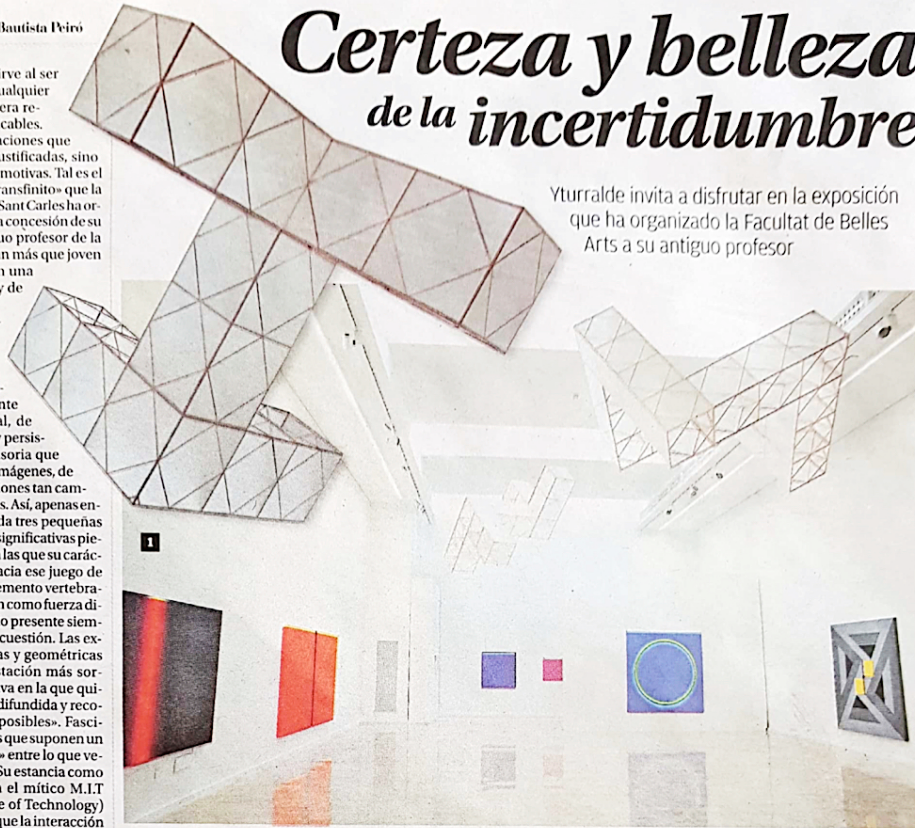 Bautista Peiró
Certeza y belleza
de la incertidumbre
Yturralde invita a disfrutar en la exposición
que ha organizado la Facultat de Belles
Arts a su antiguo profesor
irve al ser
ualquier
era re-
cables.
aciones que
ustificadas, sino
motivas. Tal es el
ransfinito» que la
Sant Carles ha or-
a concesión de su
uo profesor de la
an más que joven
n una
y de
nte
al, de
y persis-
soria que
mágenes, de
ones tan cam-
s. Así, apenas en-
da tres pequeñas
significativas pie-
las que su carác-
ncia ese juego de
emento vertebra-
n como fuerza di-
o presente siem-
cuestión. Las ex-
as y geométricas
tación más sor-
va en la que qui-
difundida y reco-
posibles». Fasci-
s que suponen un
» entre lo que ve-
Su estancia como
n el mítico M.I.T
e of Technology)
que la interacción
1